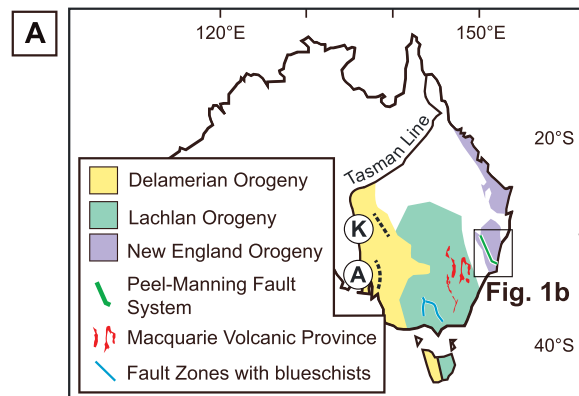 A
120°E
150°E
20°S
40°S
Tasman Line
K
A
Fig. 1b
Delamerian Orogeny
Lachlan Orogeny
New England Orogeny
Peel-Manning Fault
System
Macquarie Volcanic Province
Fault Zones with blueschists